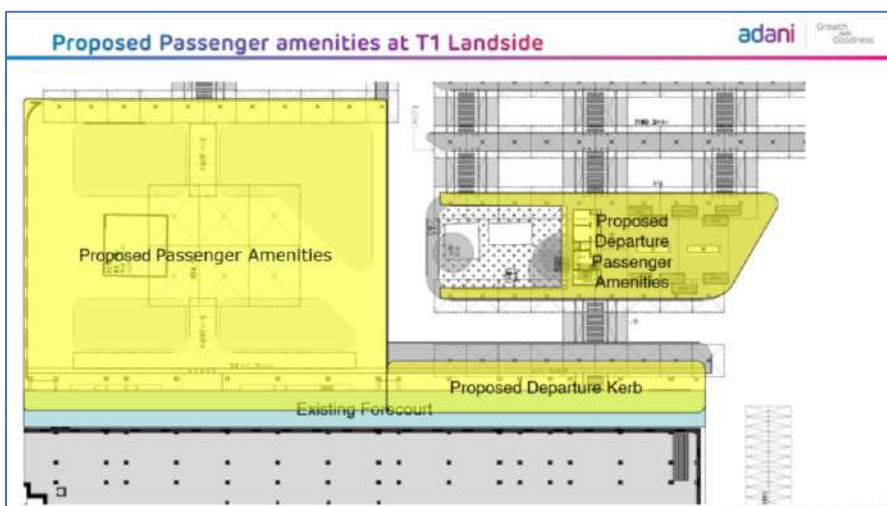 Proposed Passenger amenities at T1 Landside
adani
Growth
with
Goodness
Proposed Passenger Amenities
Proposed
Departure
Passenger
Amenities
Proposed Departure Kerb
Existing Forecourt